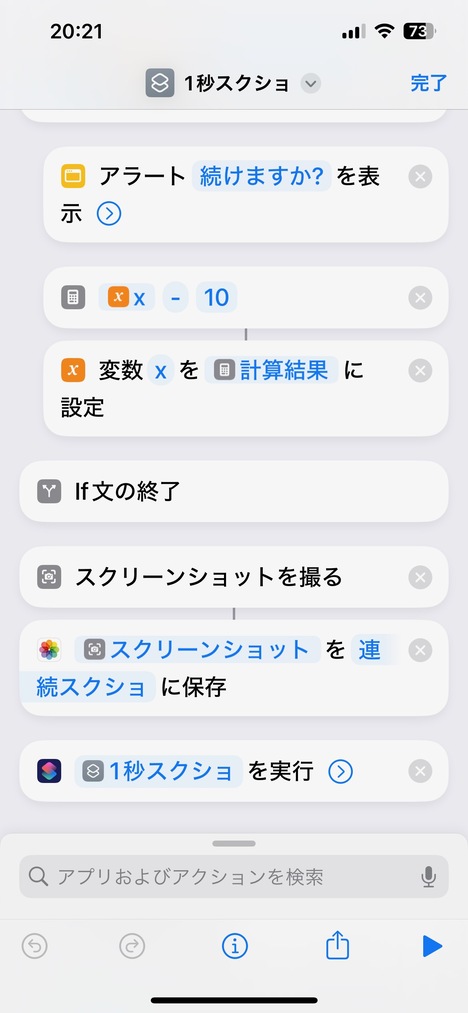 20:21
73
1秒スクショ
完了
アラート 続けますか? を表
示
x x - 10
x 変数 x を 計算結果 に
設定
If文の終了
スクリーンショットを撮る
スクリーンショット を 連
続スクショ に保存
1秒スクショ を実行
アプリおよびアクションを検索